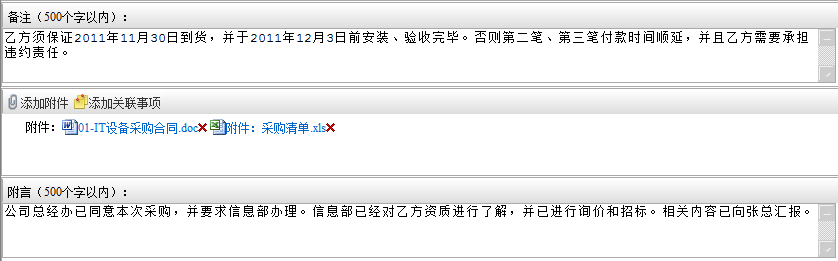 备注（500个字以内）：
乙方须保证2011年11月30日到货，并于2011年12月3日前安装、验收完毕。否则第二笔、第三笔付款时间顺延，并且乙方需要承担
违约责任。
添加附件 添加关联事项
附件： 01-IT设备采购合同.doc 附件：采购清单.xls
附言（500个字以内）：
公司总经办已同意本次采购，并要求信息部办理。信息部已经对乙方资质进行了解，并已进行询价和招标。相关内容已向张总汇报。